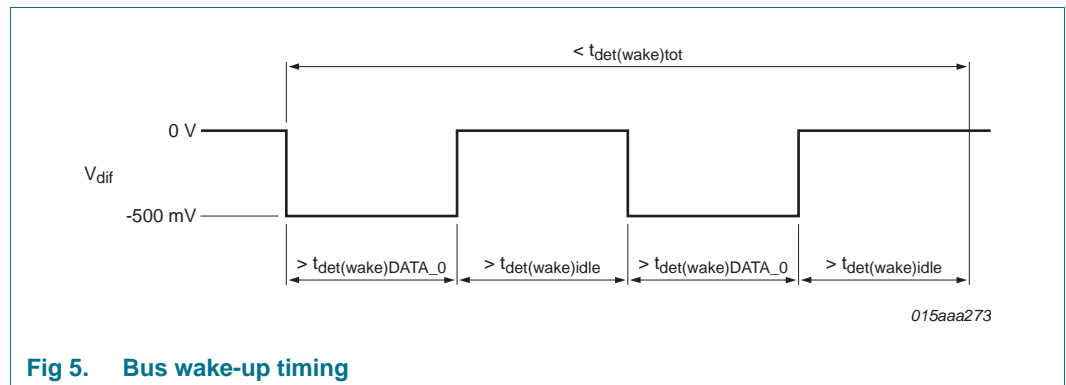 < tdet(wake)tot
0 V
Vdif
-500 mV
> tdet(wake)DATA_0 > tdet(wake)idle > tdet(wake)DATA_0 > tdet(wake)idle
015aaa273
Fig 5. Bus wake-up timing